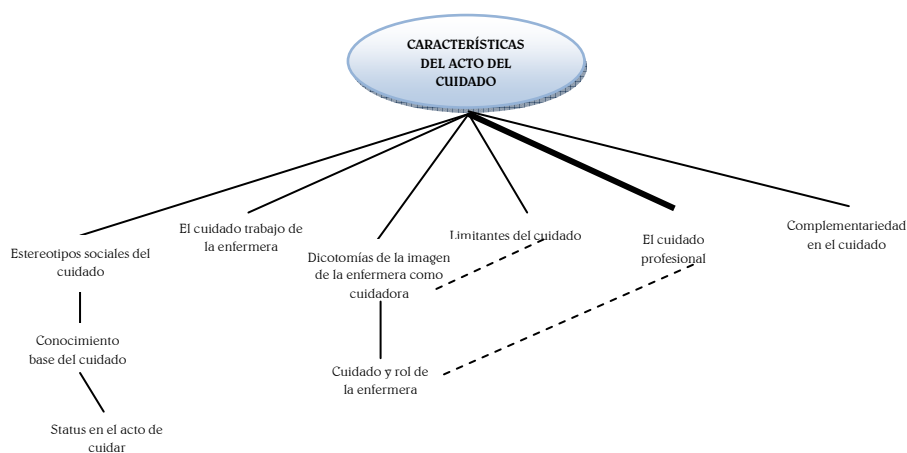 CARACTERÍSTICAS
DEL ACTO DEL
CUIDADO
Estereotipos sociales del
cuidado
El cuidado trabajo de
la enfermera
Dicotomías de la imagen
de la enfermera como
cuidadora
Limitantes del cuidado
El cuidado
profesional
Complementariedad
en el cuidado
Conocimiento
base del cuidado
Cuidado y rol de
la enfermera
Status en el acto de
cuidar